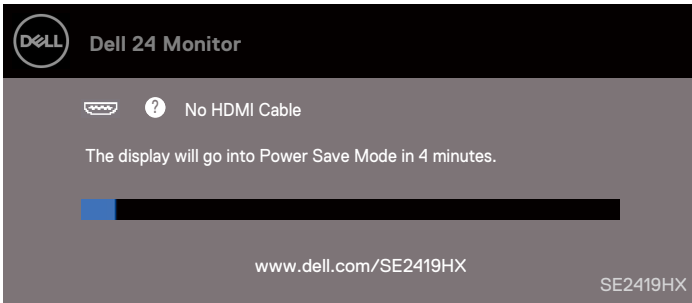 DELL
Dell 24 Monitor
? No HDMI Cable
The display will go into Power Save Mode in 4 minutes.
www.dell.com/SE2419HX
SE2419HX